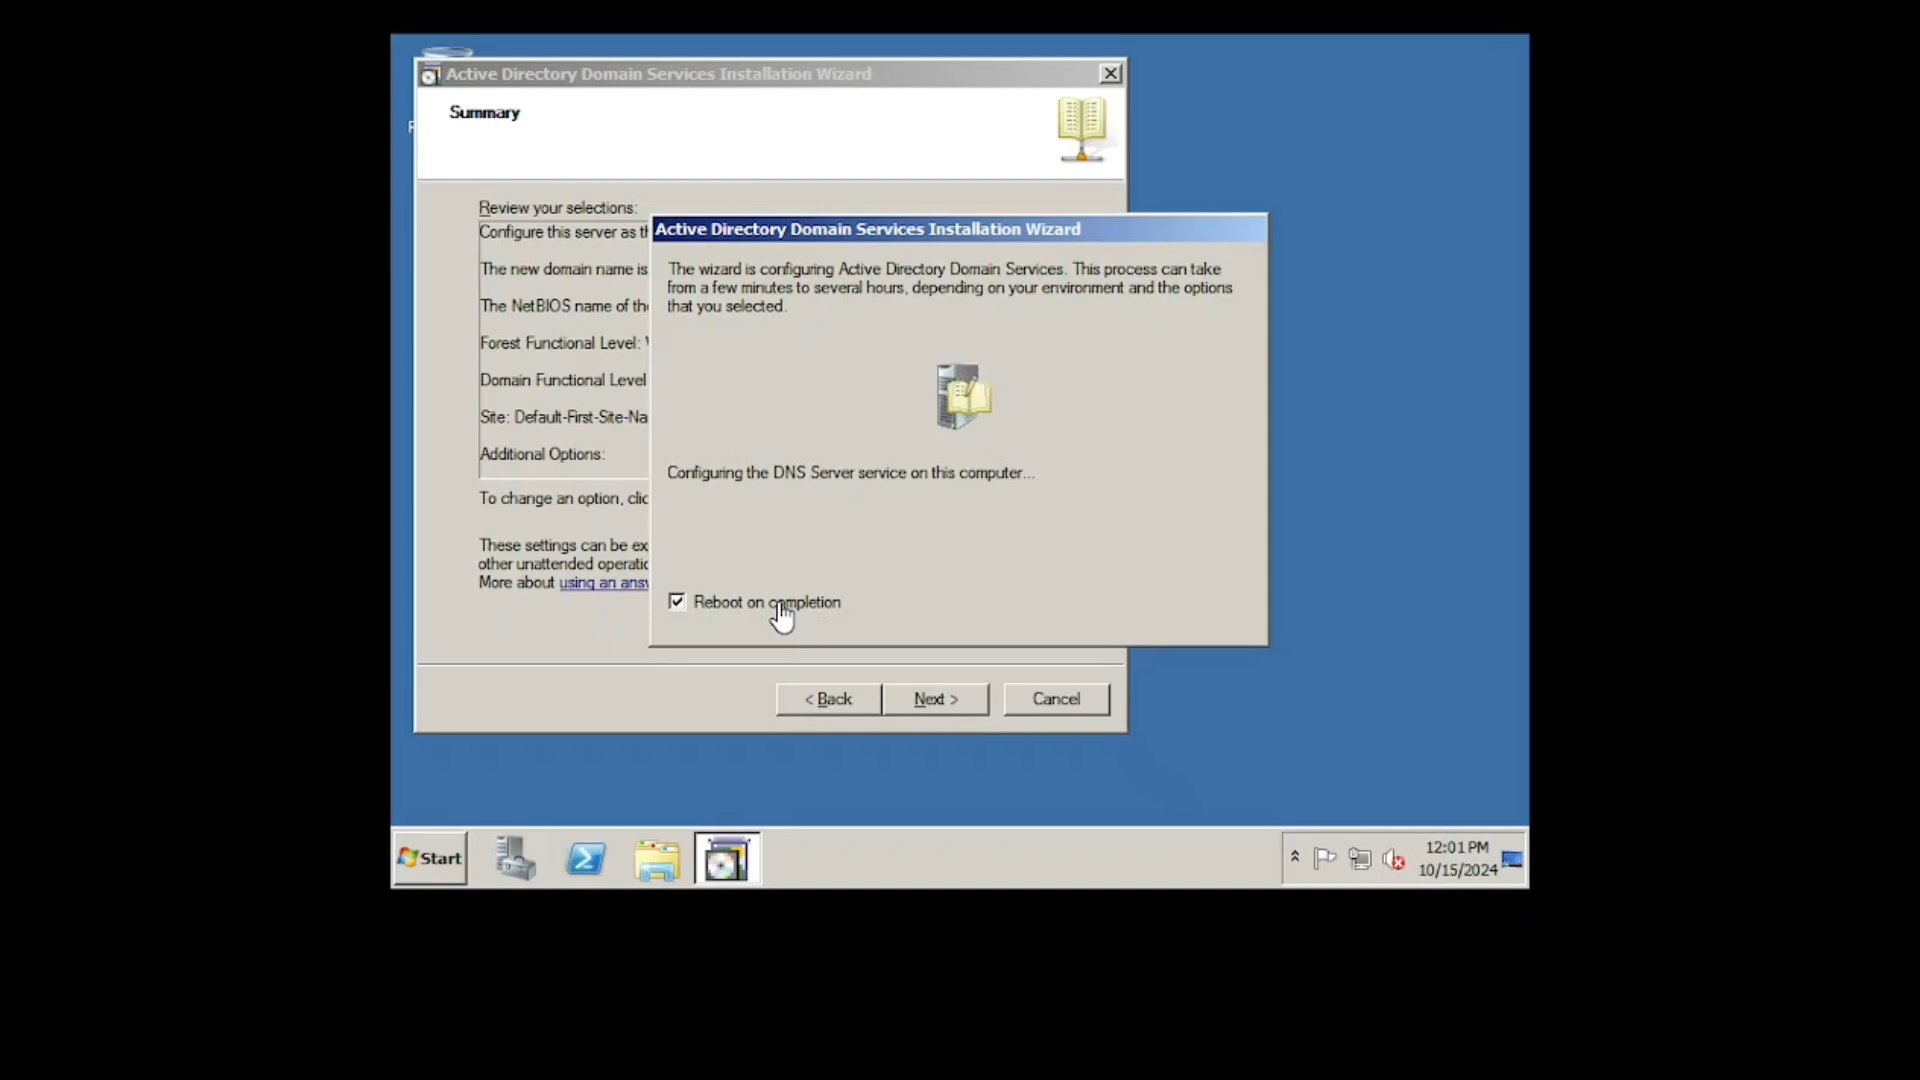 Active Directory Domain Services Installation Wizard
Summary
Review your selections:
Configure this server as
The new domain name is
The NetBIOS name of
Forest Functional Level:
Domain Functional Level
Site: Default-First-Site-Na
Additional Options:
To change an option,
These settings can be
other unattended
More about using an
Active Directory Domain Services Installation Wizard
The wizard is configuring Active Directory Domain Services. This process can take
from a few minutes to several hours, depending on your environment and the options
that you selected.
Configuring the DNS Server service on this computer...
Reboot on completion
< Back
Next >
Cancel
Start
12:01 PM
10/15/2024